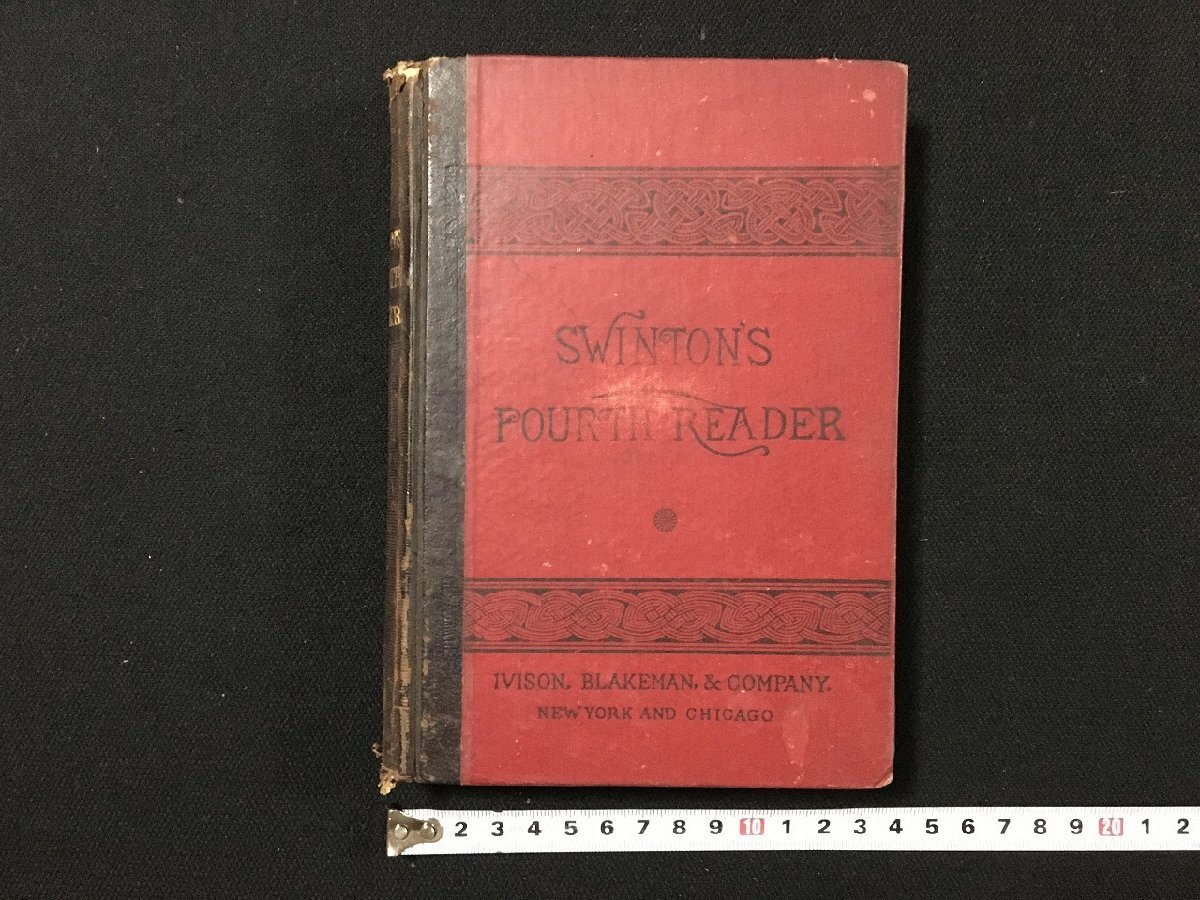 SWINTON'S
FOURTH READER
IVISON, BLAKEMAN, & COMPANY.
NEW YORK AND CHICAGO
2 3 4 5 6 7 8 9 10 1 2 3 4 5 6 7 8 9 20 1 2